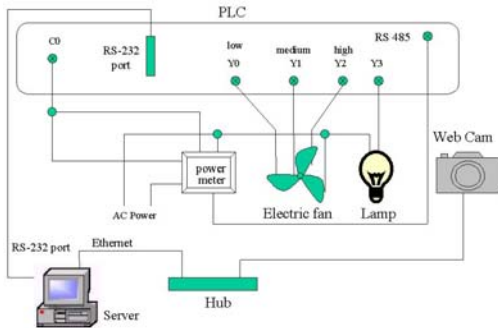 PLC
C0
RS-232
port
low
medium
high
RS 485
Y0
Y1
Y2
Y3
Web Cam
power
meter
AC Power
Electric fan
Lamp
RS-232 port
Ethernet
Hub
Server